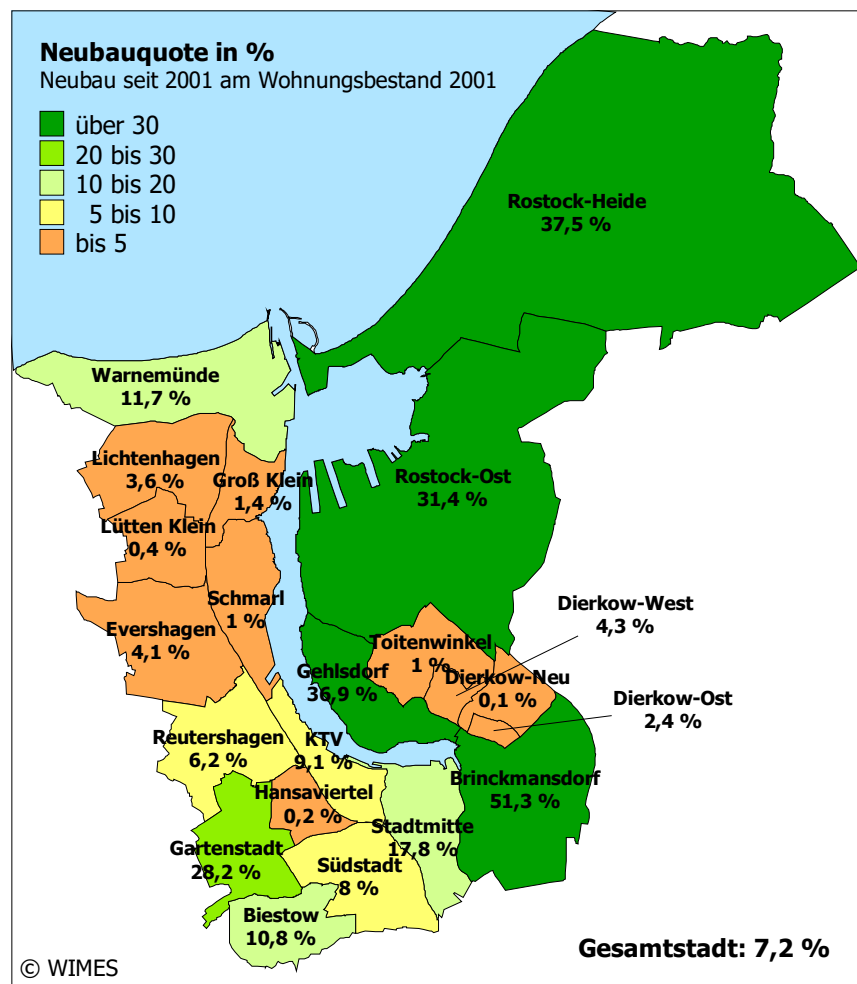 Neubauquote in %
Neubau seit 2001 am Wohnungsbestand 2001
über 30
20 bis 30
10 bis 20
5 bis 10
bis 5
Rostock-Heide
37,5 %
Warnemünde
11,7 %
Lichtenhagen
3,6 %
Groß Klein
1,4 %
Rostock-Ost
31,4 %
Lütten Klein
0,4 %
Schmarl
1 %
Evershagen
4,1 %
Dierkow-West
4,3 %
Toitenwinkel
1 %
Gehlsdorf
36,9 %
Dierkow-Neu
0,1 %
Dierkow-Ost
2,4 %
Reutershagen
6,2 %
KTV
9,1 %
Brinckmansdorf
51,3 %
Hansaviertel
0,2 %
Stadtmitte
17,8 %
Gartenstadt
28,2 %
Südstadt
8 %
Biestow
10,8 %
Gesamtstadt: 7,2 %
© WIMES